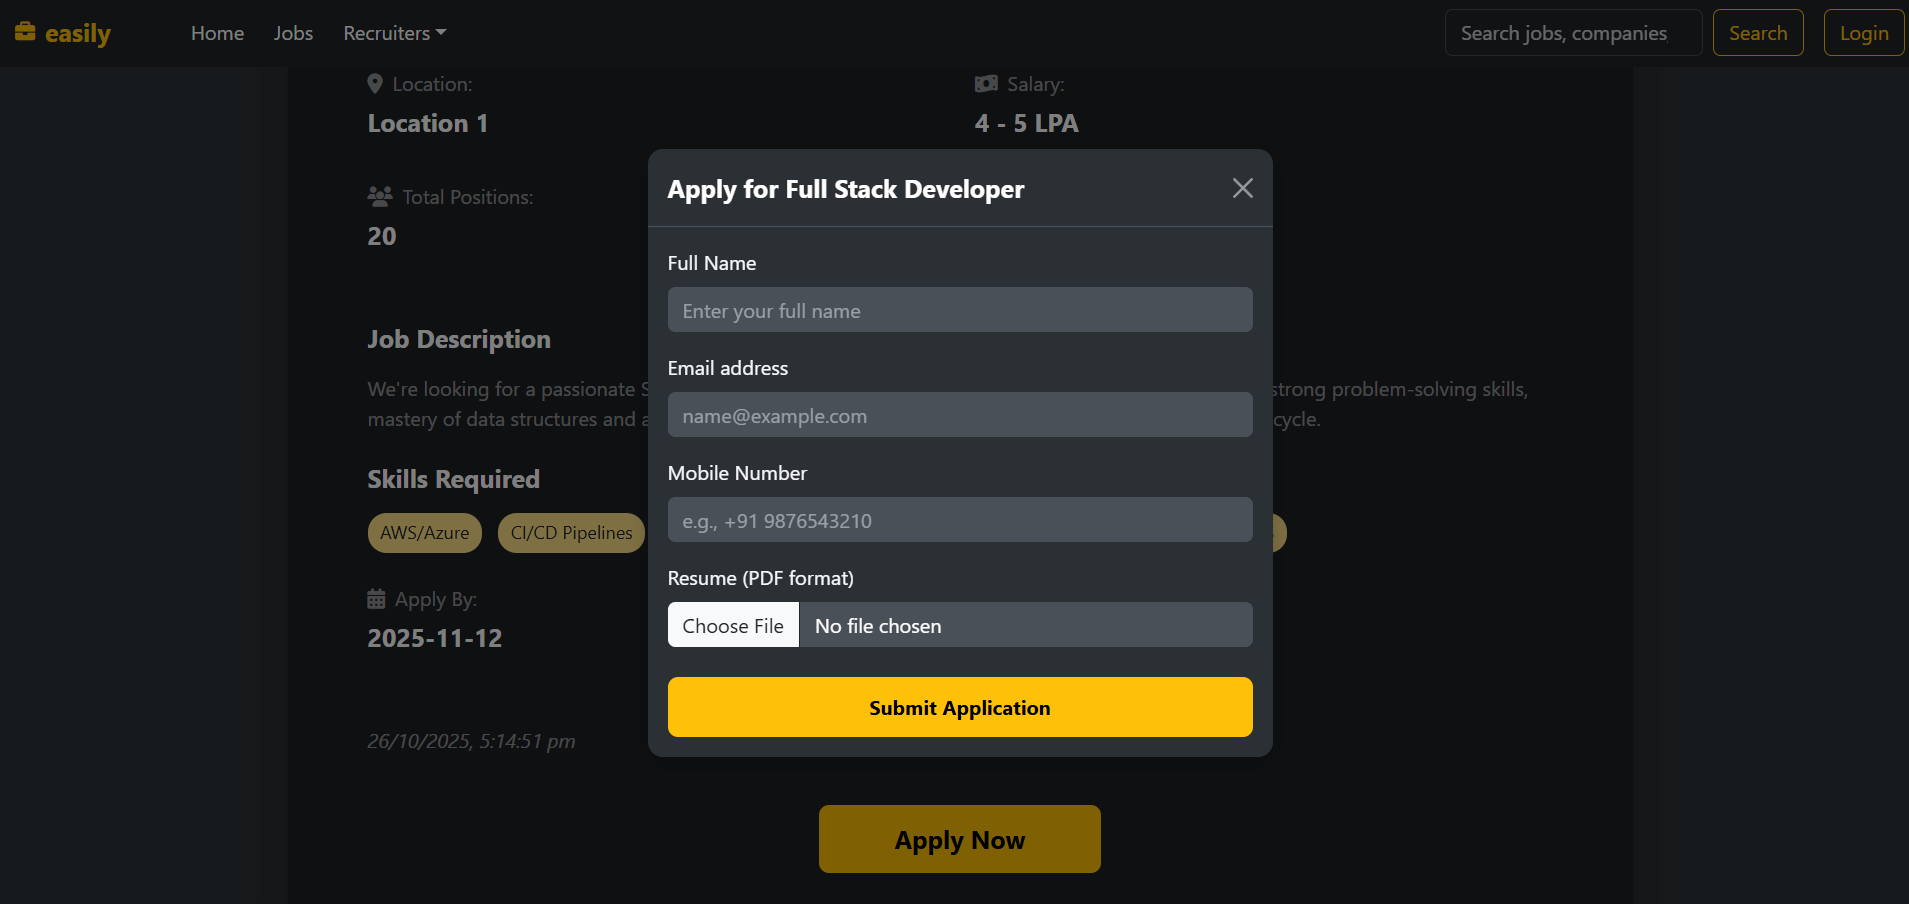 easily
Home
Jobs
Recruiters
Search jobs, companies
Search
Login
Location:
Location 1
Salary:
4 - 5 LPA
Total Positions:
20
Job Description
We're looking for a passionate
strong problem-solving skills,
mastery of data structures and
cycle.
Skills Required
AWS/Azure
CI/CD Pipelines
Apply By:
2025-11-12
26/10/2025, 5:14:51 pm
Apply Now
Apply for Full Stack Developer
Full Name
Enter your full name
Email address
name@example.com
Mobile Number
e.g., +91 9876543210
Resume (PDF format)
Choose File
No file chosen
Submit Application